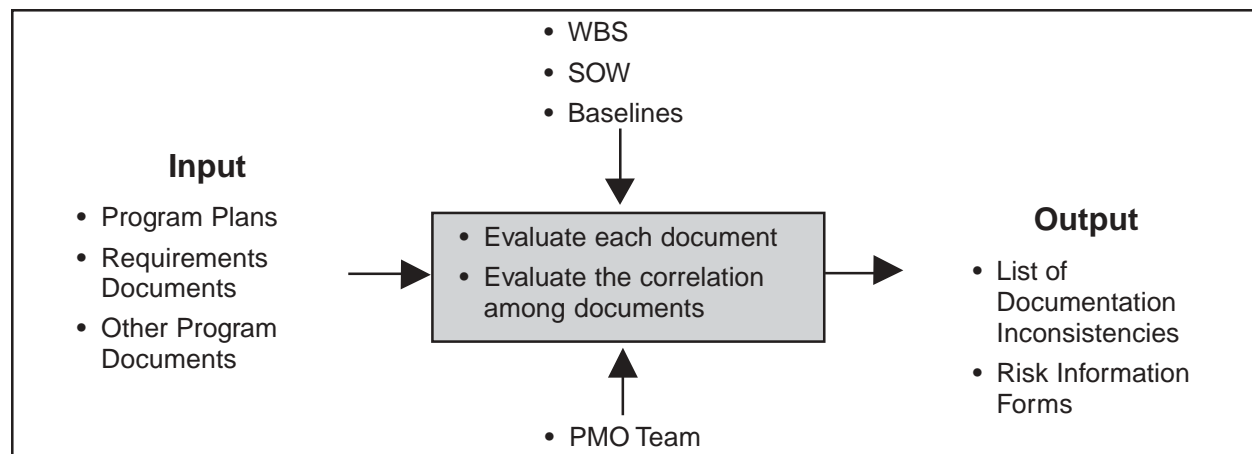 • WBS
• SOW
• Baselines
Input
• Program Plans
• Requirements
Documents
• Other Program
Documents
• Evaluate each document
• Evaluate the correlation
among documents
Output
• List of
Documentation
Inconsistencies
• Risk Information
Forms
• PMO Team